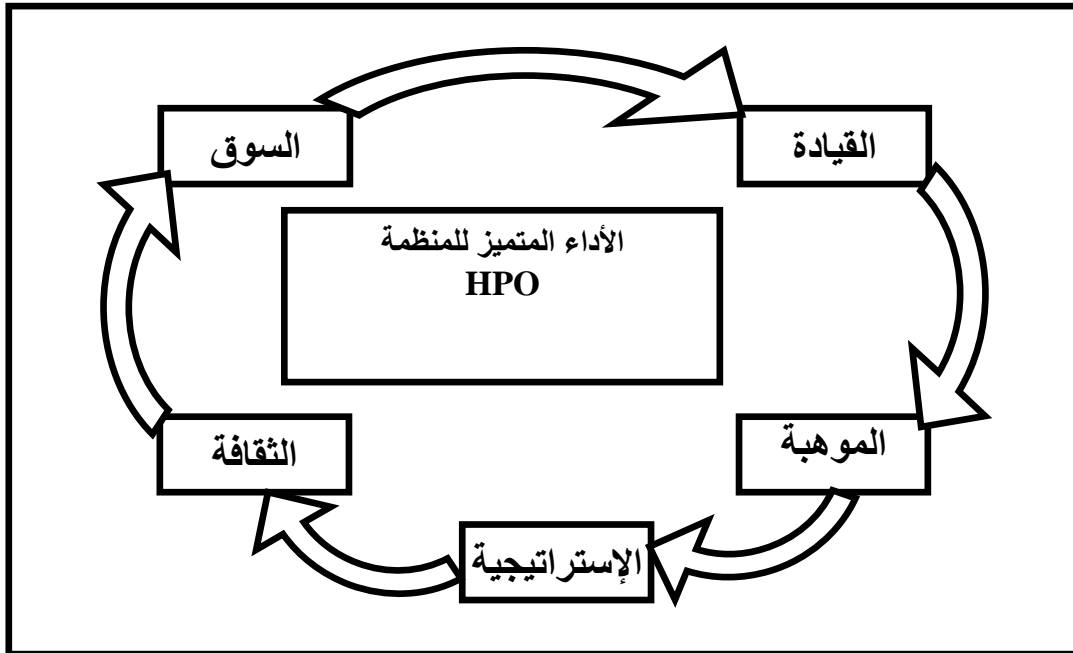 القيادة
السوق
الأداء المتميز للمنظمة
HPO
الموهبة
الثقافة
الإستراتيجية